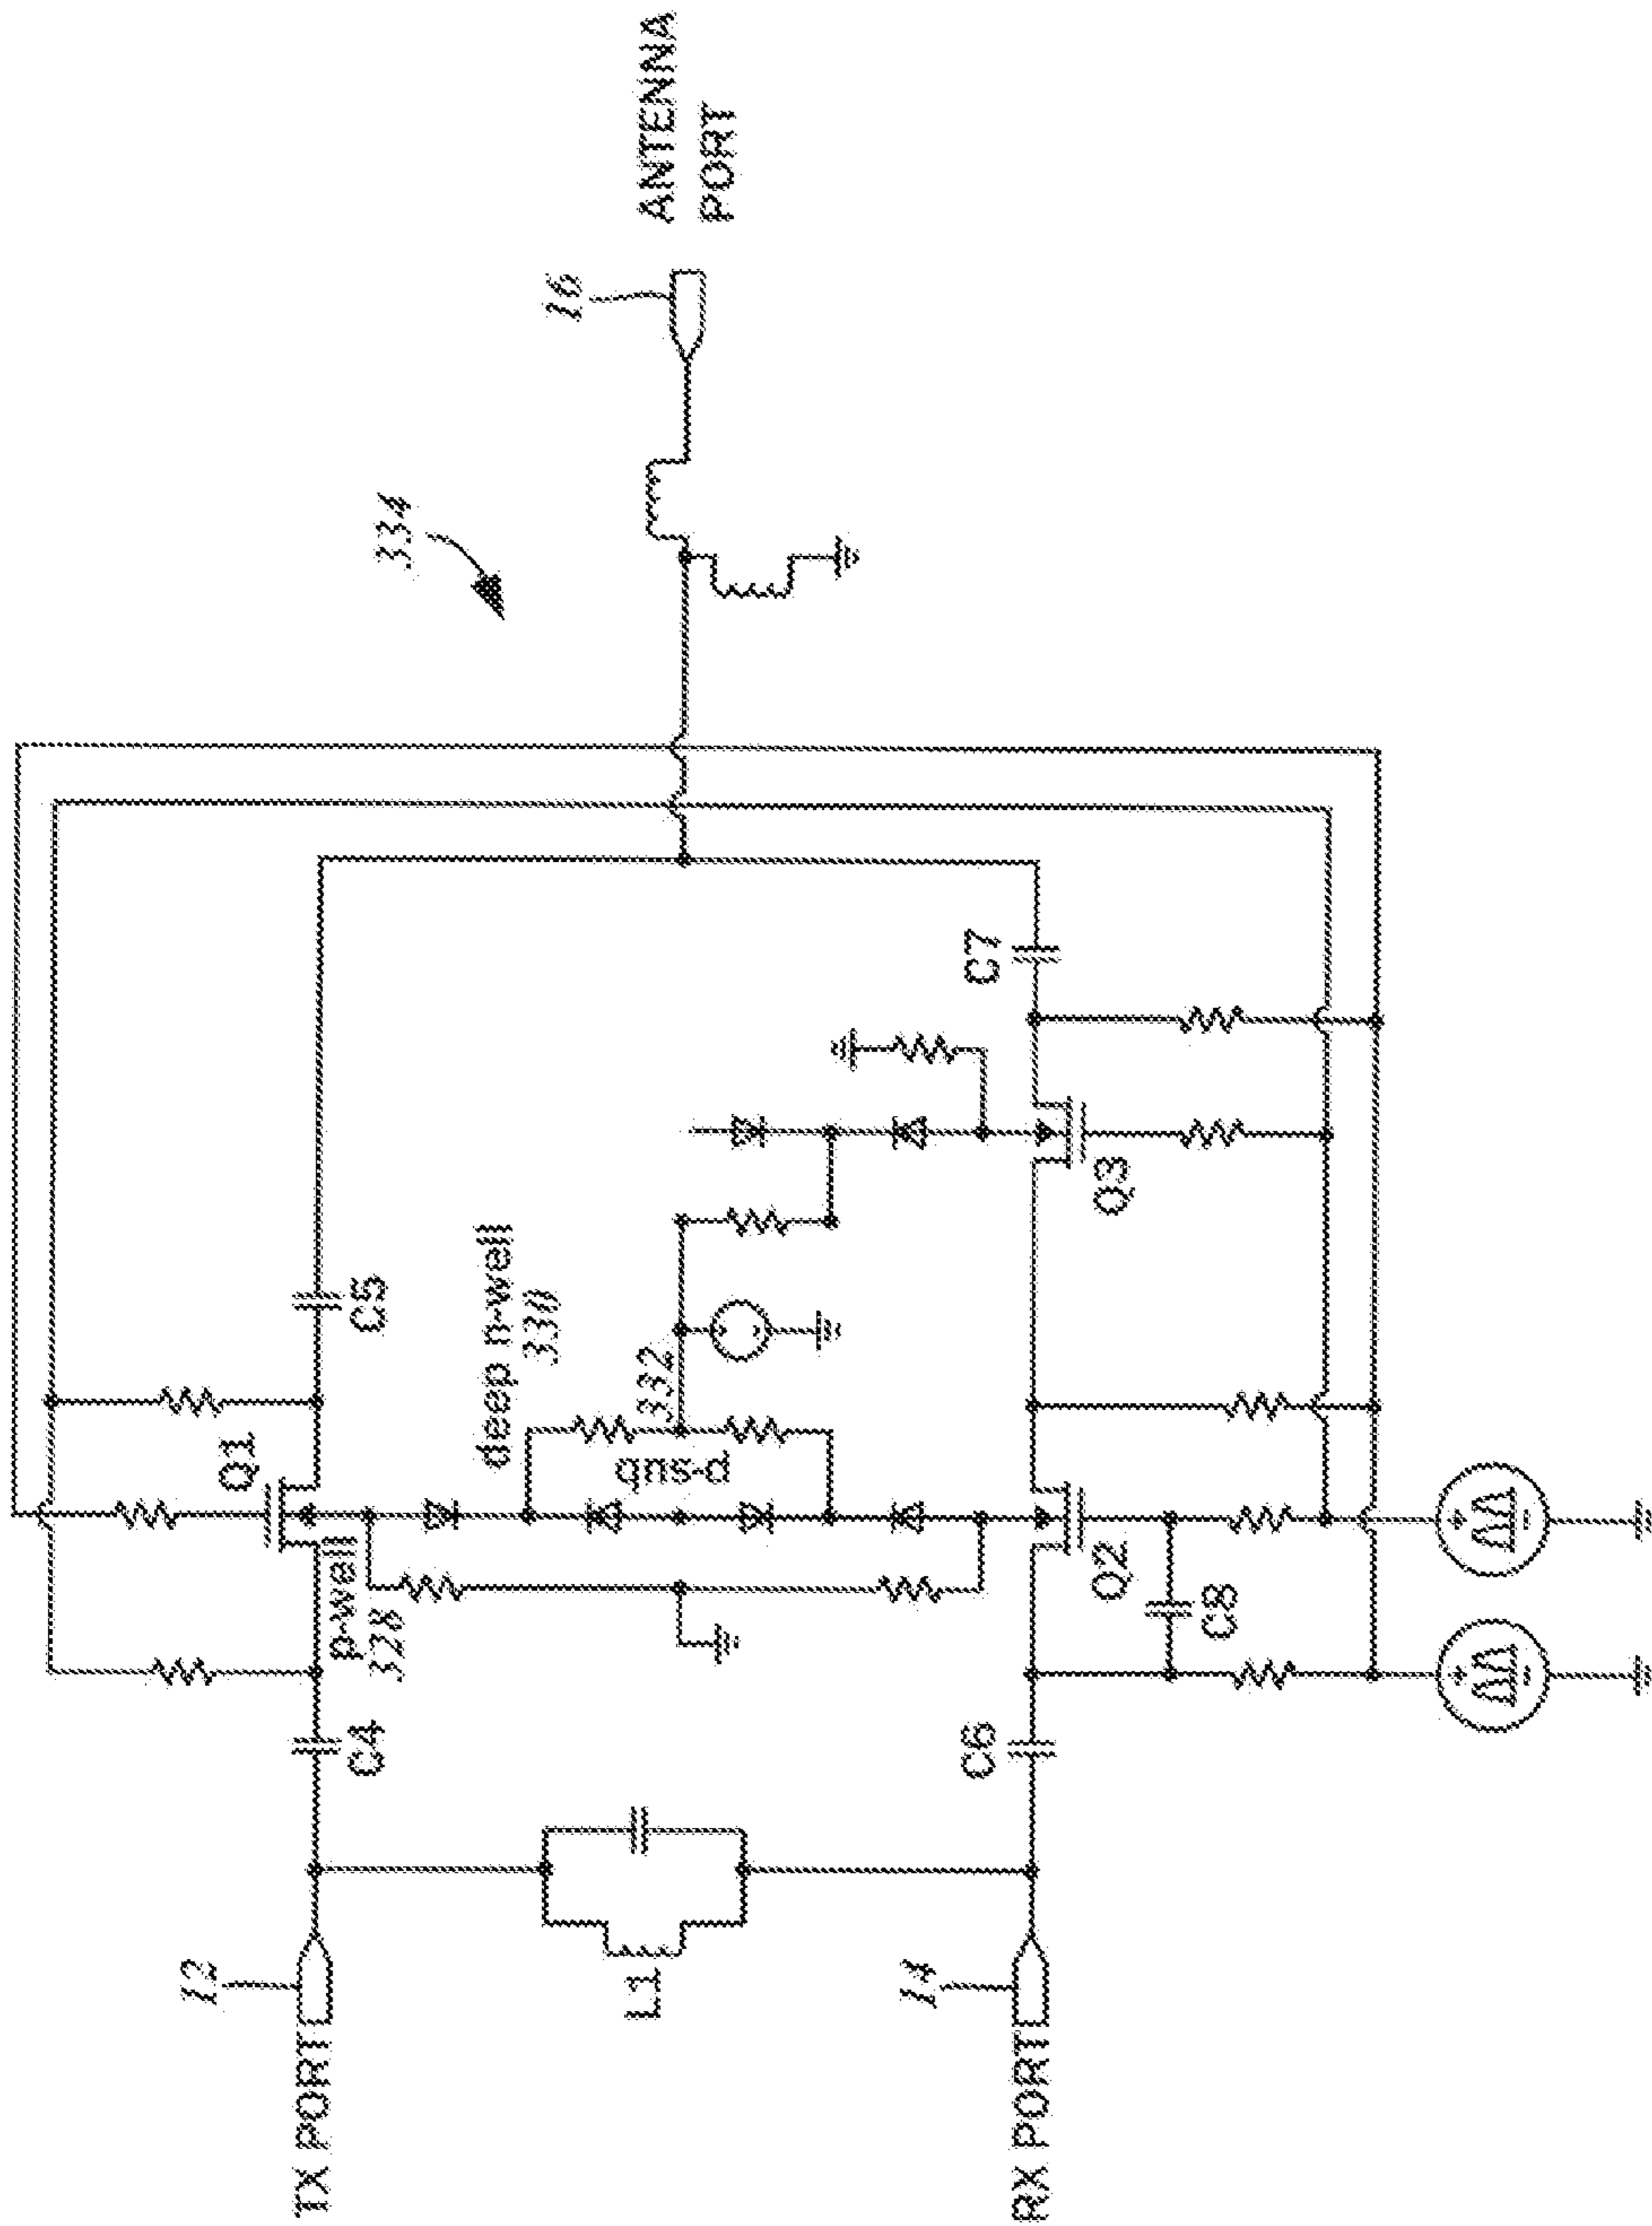 TX PORT
12
RX PORT
14
L1
C4
C6
p-well
328
Q1
Q2
C8
deep n-well
330
332
qns-d
C5
Q3
C7
334
16
ANTENNA
PORT